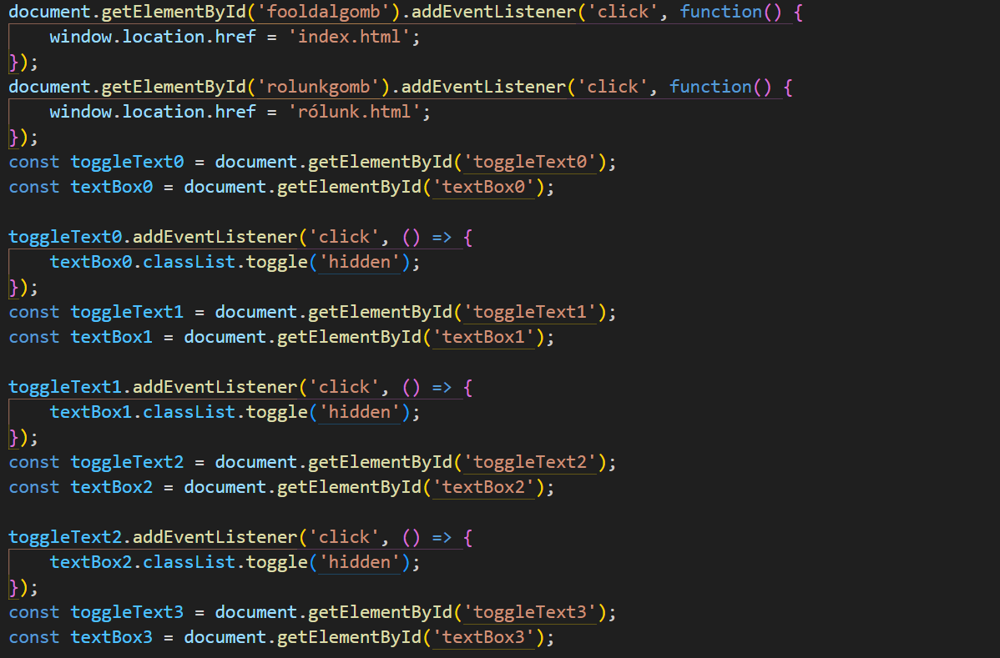 document.getElementById('fooldalgomb').addEventListener('click', function() {
    window.location.href = 'index.html';
});
document.getElementById('rolunkgomb').addEventListener('click', function() {
    window.location.href = 'rólunk.html';
});
const toggleText0 = document.getElementById('toggleText0');
const textBox0 = document.getElementById('textBox0');

toggleText0.addEventListener('click', () => {
    textBox0.classList.toggle('hidden');
});
const toggleText1 = document.getElementById('toggleText1');
const textBox1 = document.getElementById('textBox1');

toggleText1.addEventListener('click', () => {
    textBox1.classList.toggle('hidden');
});
const toggleText2 = document.getElementById('toggleText2');
const textBox2 = document.getElementById('textBox2');

toggleText2.addEventListener('click', () => {
    textBox2.classList.toggle('hidden');
});
const toggleText3 = document.getElementById('toggleText3');
const textBox3 = document.getElementById('textBox3');